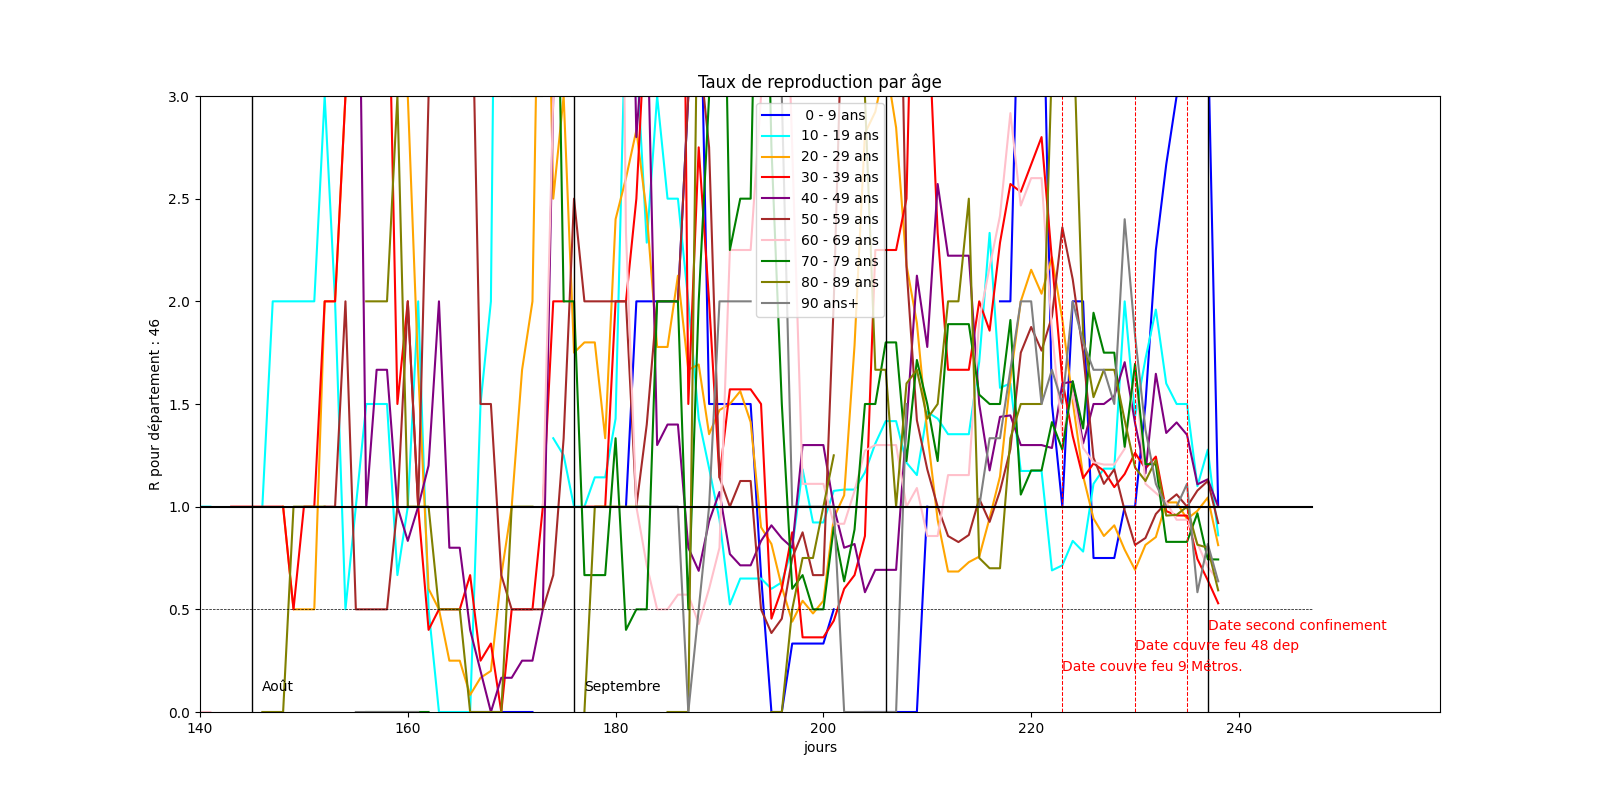 Taux de reproduction par âge
3.0
2.5
2.0
1.5
1.0
0.5
0.0
R pour département : 46
0 - 9 ans
10 - 19 ans
20 - 29 ans
30 - 39 ans
40 - 49 ans
50 - 59 ans
60 - 69 ans
70 - 79 ans
80 - 89 ans
90 ans+
Date second confinement
Date couvre feu 48 dep
Date couvre feu 9 Métros.
Août
Septembre
140
160
180
200
220
240
jours